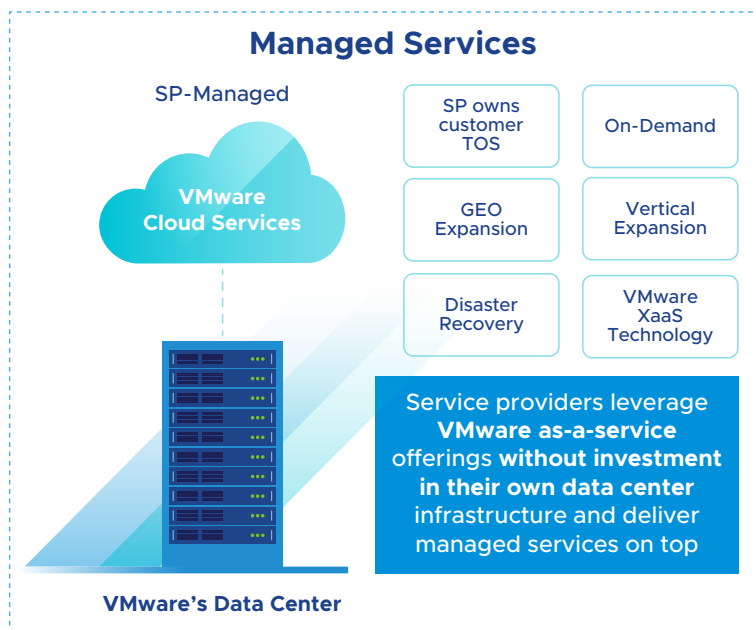 Managed Services
SP-Managed
VMware
Cloud Services
VMware's Data Center
SP owns
customer
TOS
On-Demand
GEO
Expansion
Vertical
Expansion
Disaster
Recovery
VMware
XaaS
Technology
Service providers leverage
VMware as-a-service
offerings without investment
in their own data center
infrastructure and deliver
managed services on top